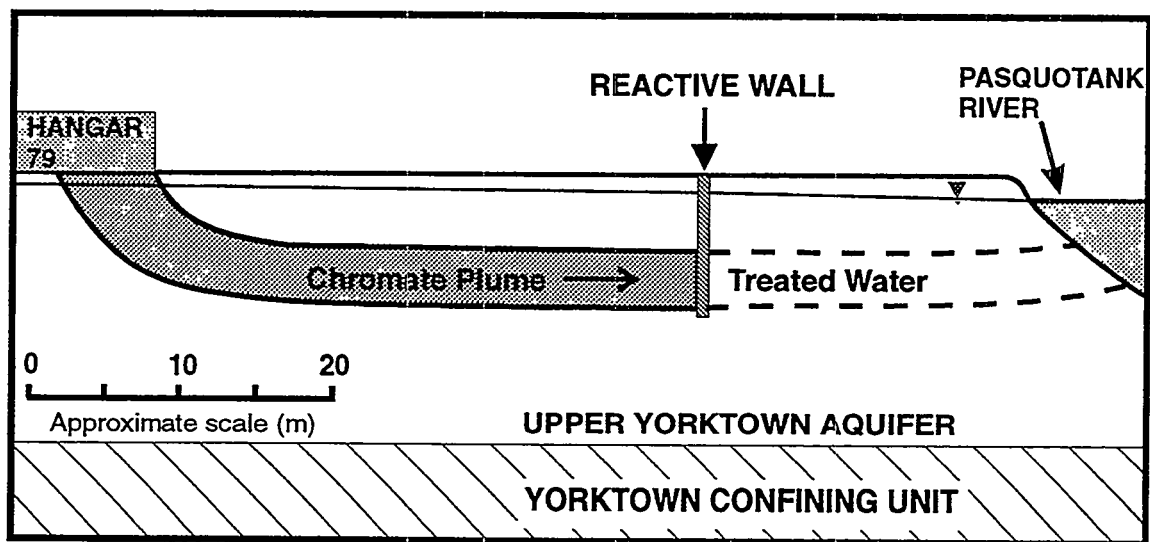 HANGAR
79
REACTIVE WALL
PASQUOTANK
RIVER
Chromate Plume
Treated Water
0 10 20
Approximate scale (m)
UPPER YORKTOWN AQUIFER
YORKTOWN CONFINING UNIT